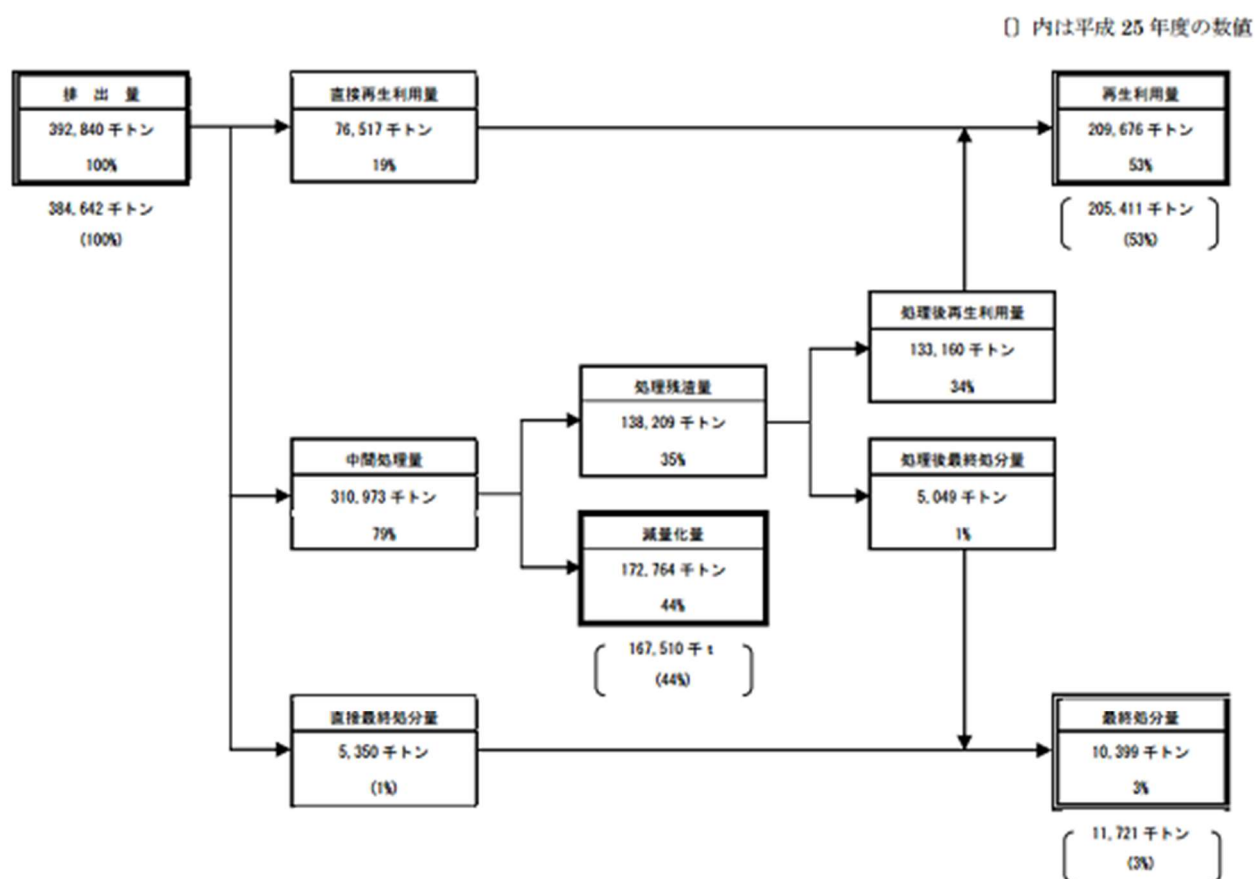 〔〕内は平成 25 年度の数値
排 出 量
392,840 千トン
100%
384,642 千トン
(100%)
直接再生利用量
76,517 千トン
19%
再生利用量
209,676 千トン
53%
205,411 千トン
(53%)
処理後再生利用量
133,160 千トン
34%
処理残渣量
138,209 千トン
35%
中間処理量
310,973 千トン
79%
処理後最終処分量
5,049 千トン
1%
減量化量
172,764 千トン
44%
167,510 千t
(44%)
直接最終処分量
5,350 千トン
(1%)
最終処分量
10,399 千トン
3%
11,721 千トン
(3%)